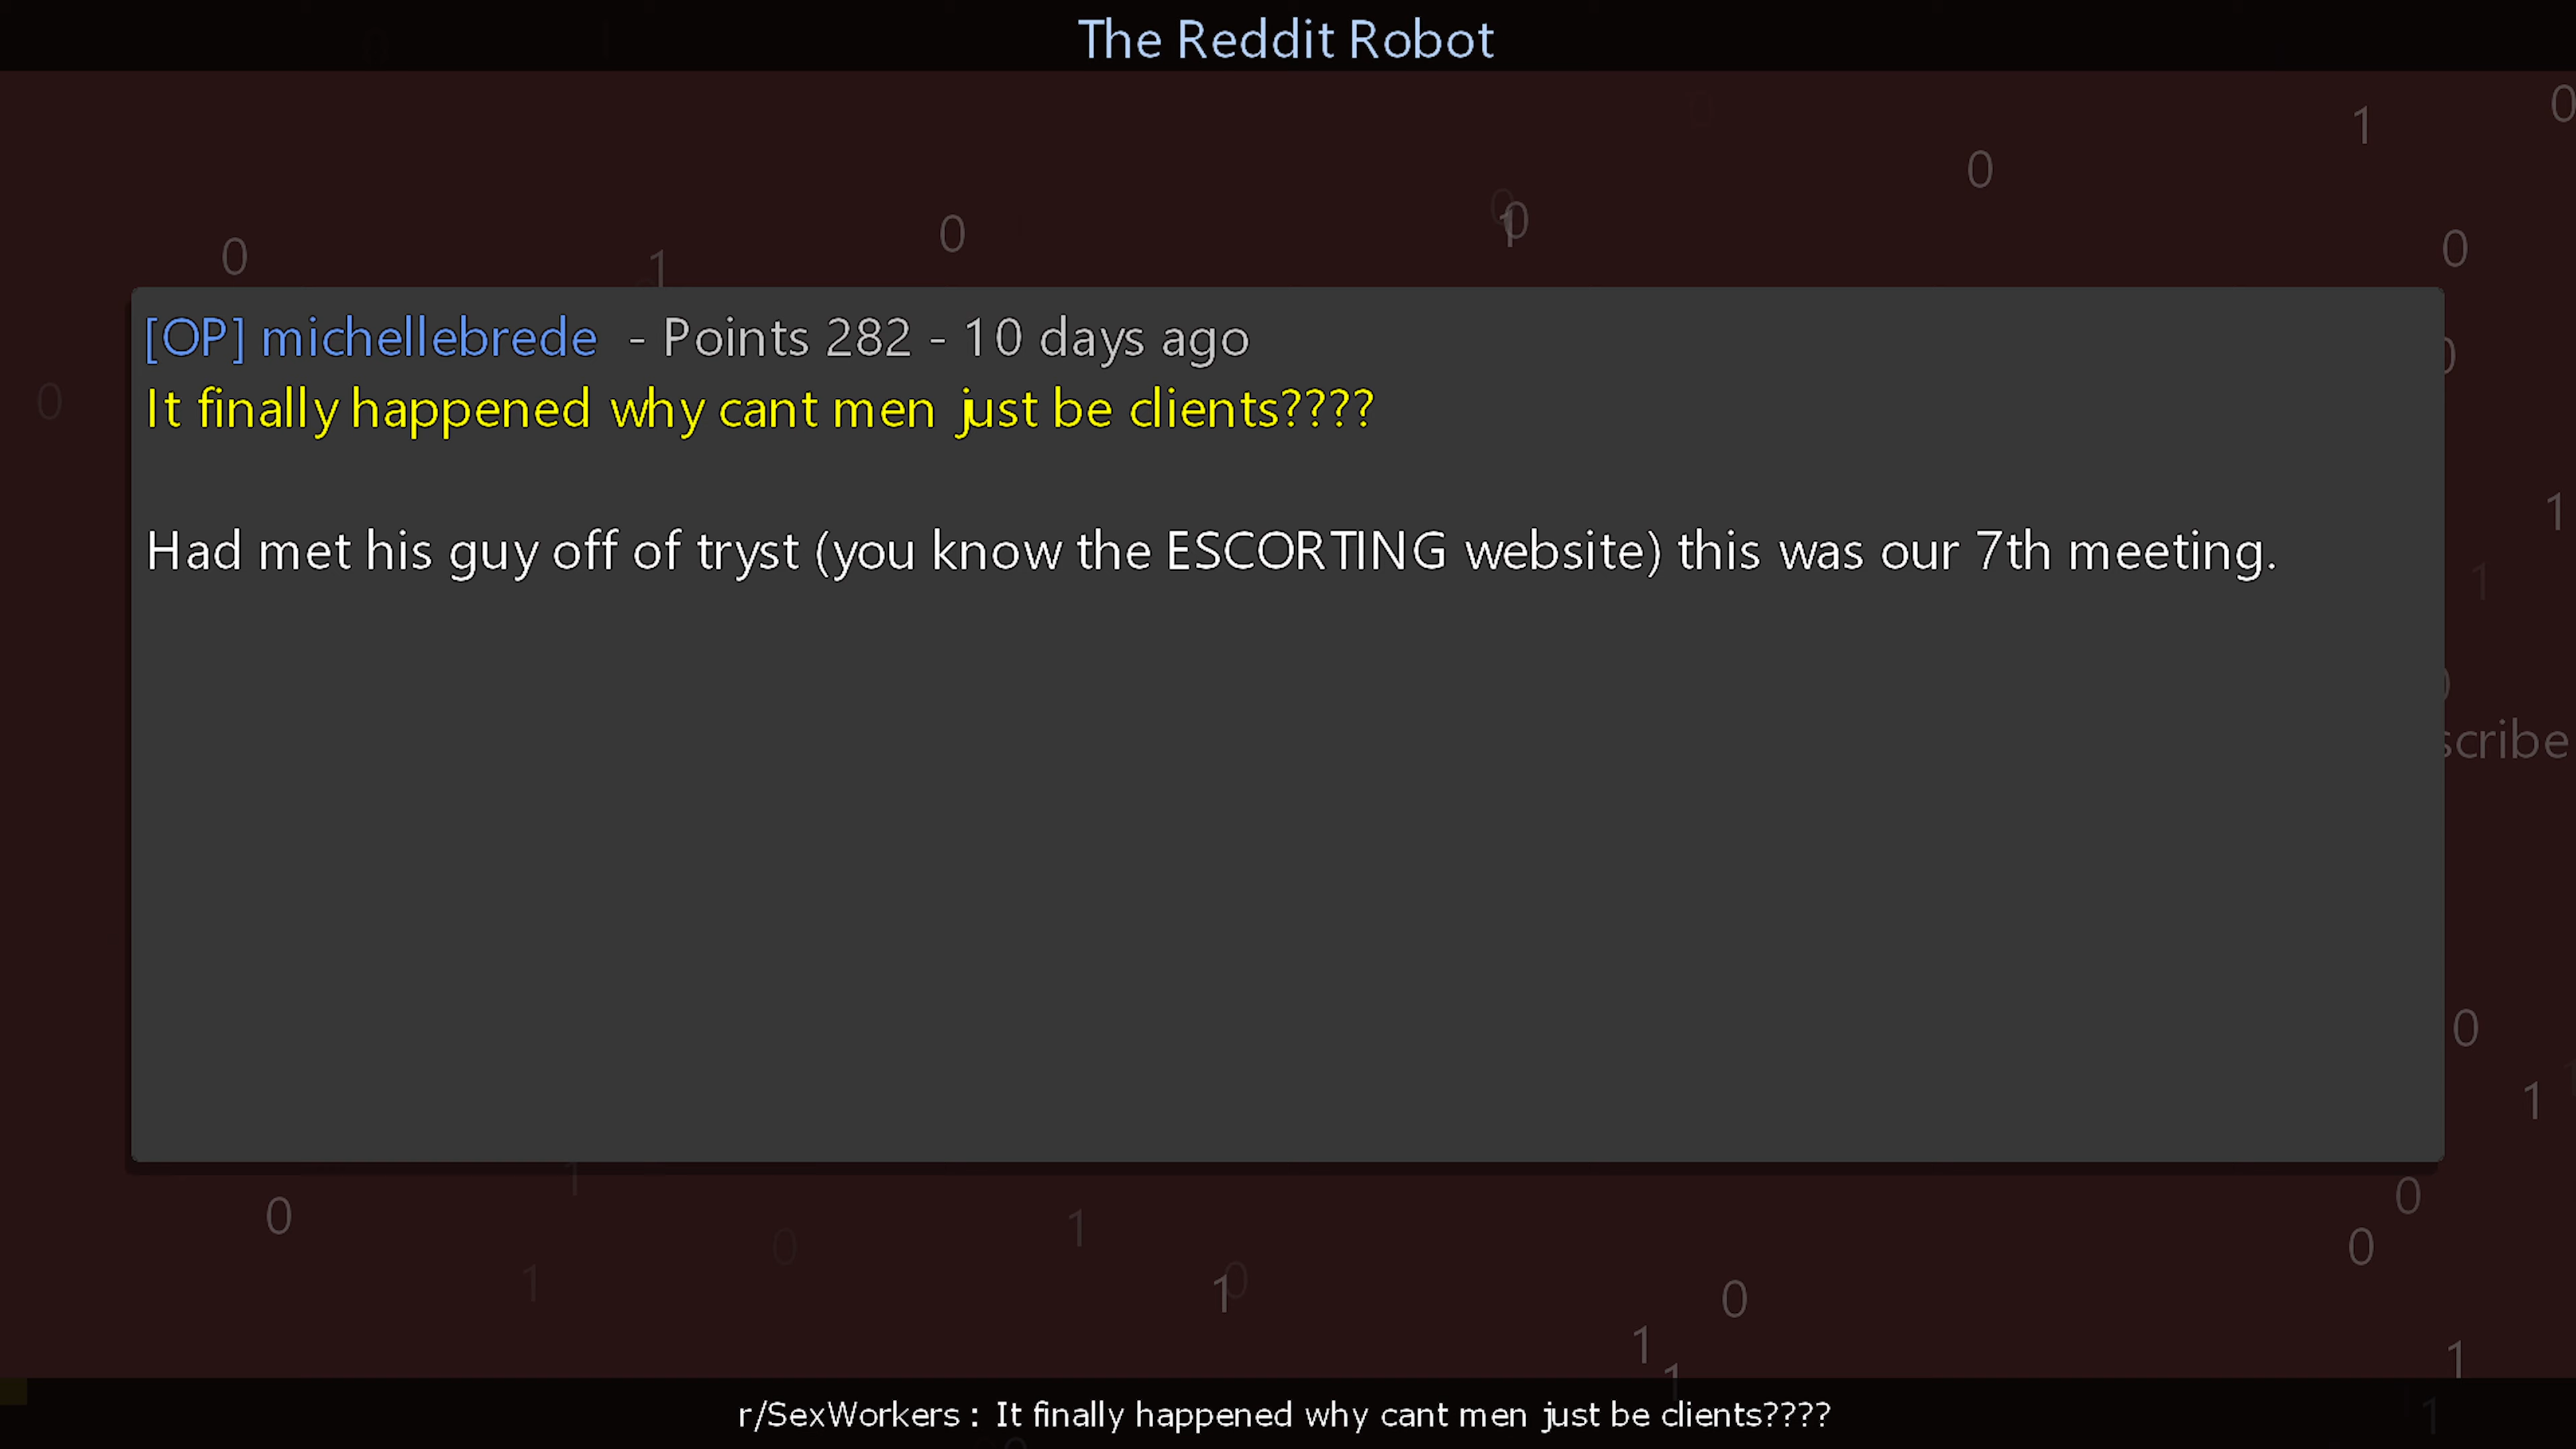 The Reddit Robot
[OP] michellebrede - Points 282 - 10 days ago
It finally happened why cant men just be clients????
Had met his guy off of tryst (you know the ESCORTING website) this was our 7th meeting.
scribe
r/SexWorkers : It finally happened why cant men just be clients????